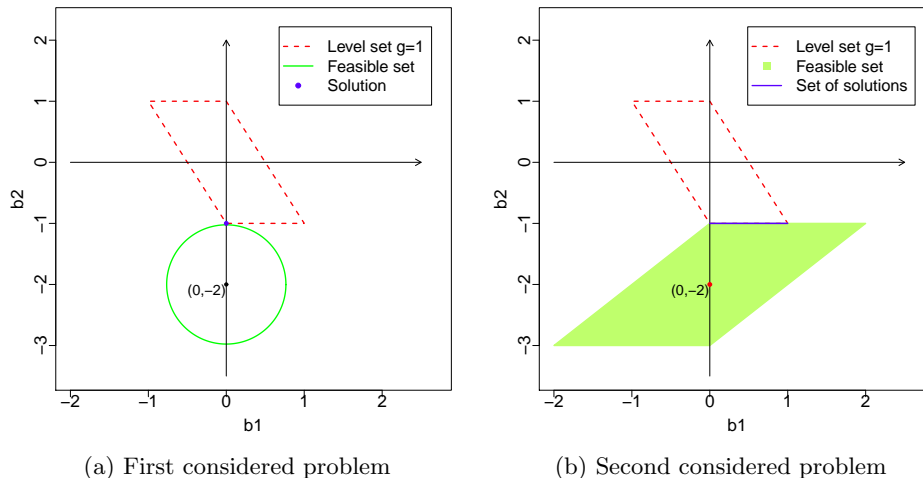 Level set g=1
Feasible set
Solution
2
1
0
−1
−2
−3
b2
(0,−2)
−2
−1
0
1
2
b1
(a) First considered problem
Level set g=1
Feasible set
Set of solutions
2
1
0
−1
−2
−3
b2
(0,−2)
−2
−1
0
1
2
b1
(b) Second considered problem